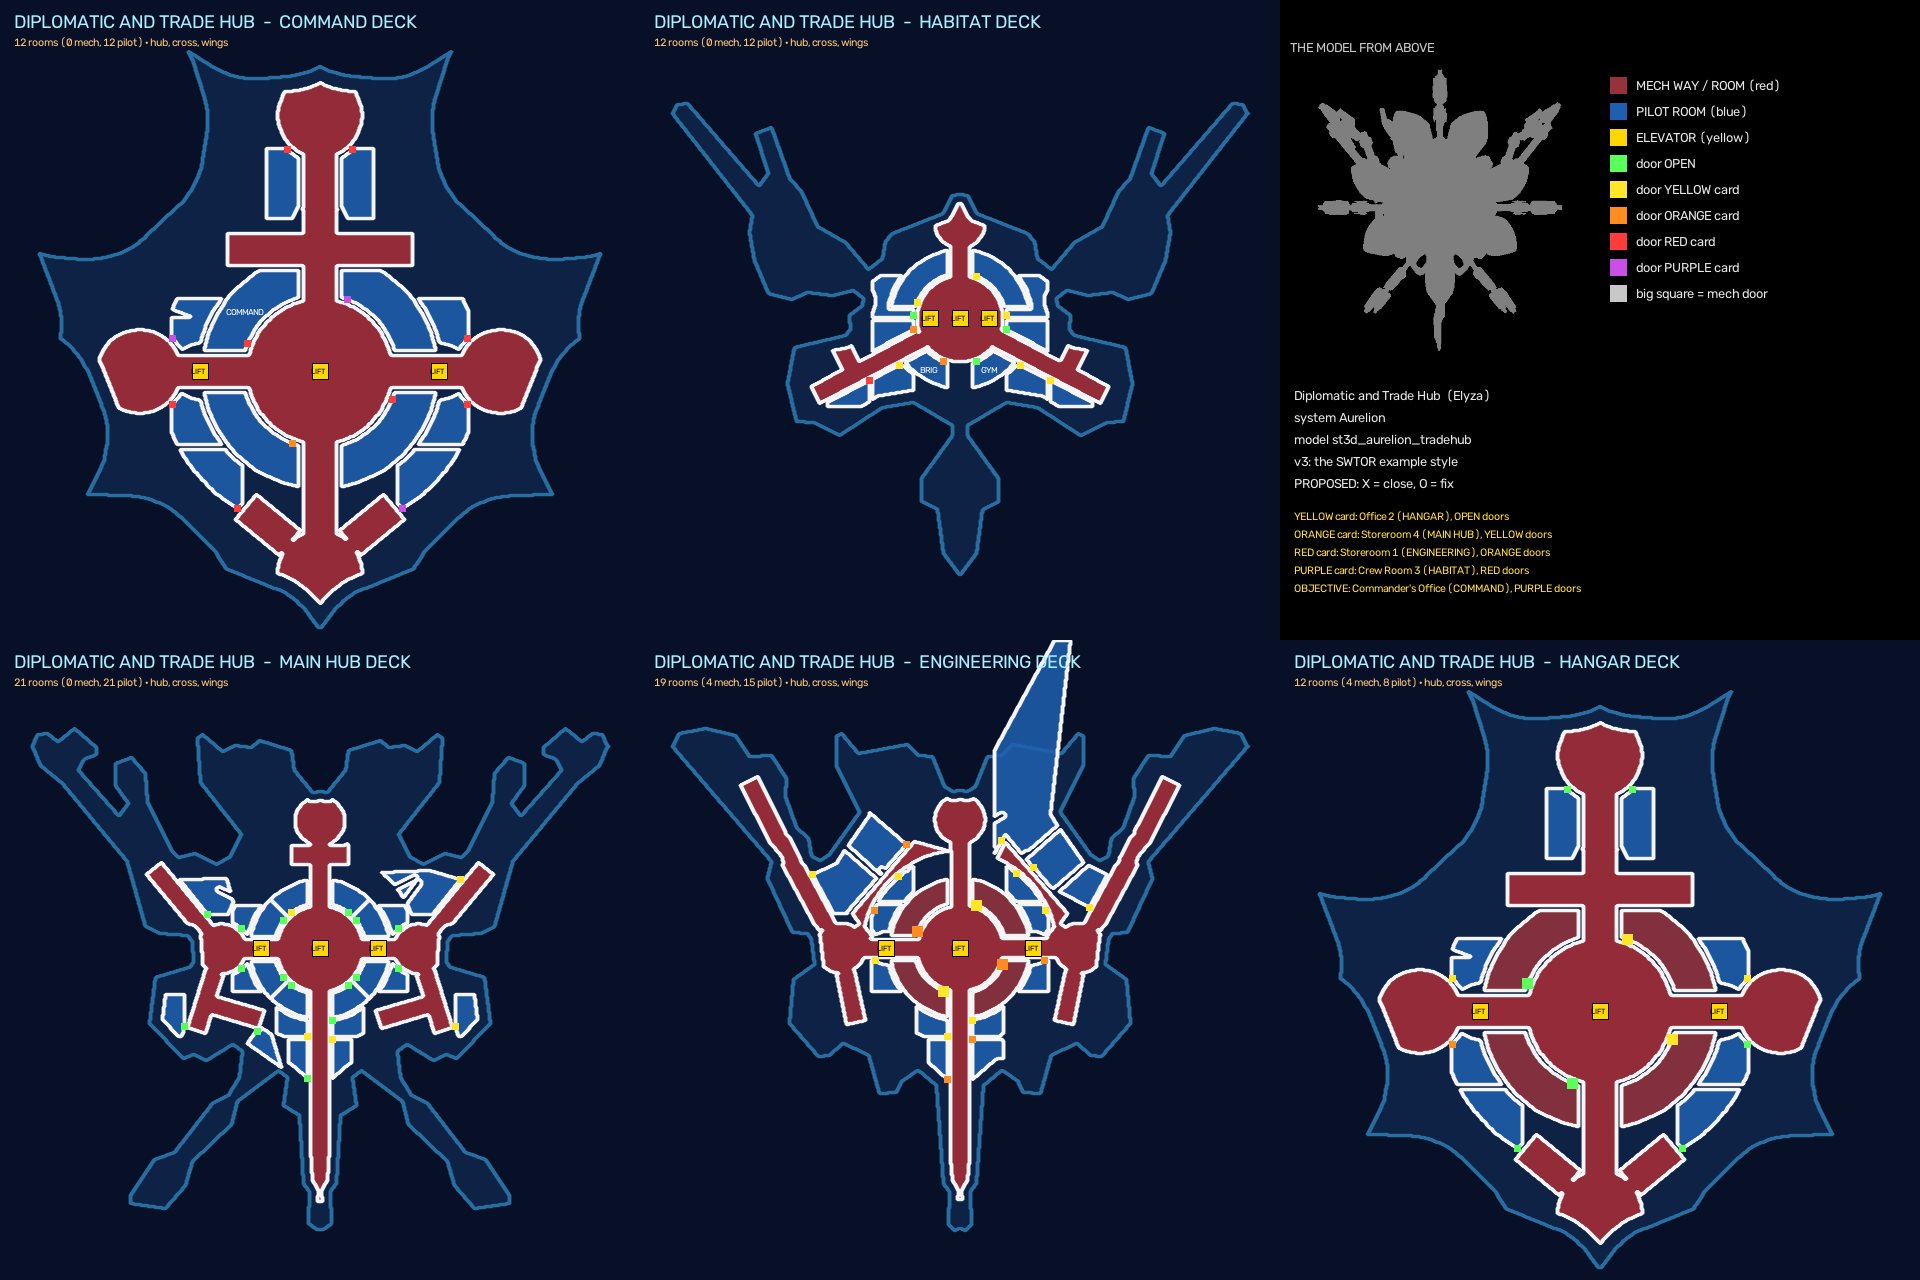 DIPLOMATIC AND TRADE HUB - COMMAND DECK
12 rooms (0 mech, 12 pilot) • hub, cross, wings
COMMAND
LIFT
LIFT
LIFT
DIPLOMATIC AND TRADE HUB - HABITAT DECK
12 rooms (0 mech, 12 pilot) • hub, cross, wings
LIFT
LIFT
LIFT
BRIG
GYM
THE MODEL FROM ABOVE
MECH WAY / ROOM (red)
PILOT ROOM (blue)
ELEVATOR (yellow)
door OPEN
door YELLOW card
door ORANGE card
door RED card
door PURPLE card
big square = mech door
Diplomatic and Trade Hub (Elyza)
system Aurelion
model st3d_aurelion_tradehub
v3: the SWTOR example style
PROPOSED: X = close, O = fix
YELLOW card: Office 2 (HANGAR), OPEN doors
ORANGE card: Storeroom 4 (MAIN HUB), YELLOW doors
RED card: Storeroom 1 (ENGINEERING), ORANGE doors
PURPLE card: Crew Room 3 (HABITAT), RED doors
OBJECTIVE: Commander's Office (COMMAND), PURPLE doors
DIPLOMATIC AND TRADE HUB - MAIN HUB DECK
21 rooms (0 mech, 21 pilot) • hub, cross, wings
LIFT
LIFT
LIFT
DIPLOMATIC AND TRADE HUB - ENGINEERING DECK
19 rooms (4 mech, 15 pilot) • hub, cross, wings
LIFT
LIFT
LIFT
DIPLOMATIC AND TRADE HUB - HANGAR DECK
12 rooms (4 mech, 8 pilot) • hub, cross, wings
LIFT
LIFT
LIFT